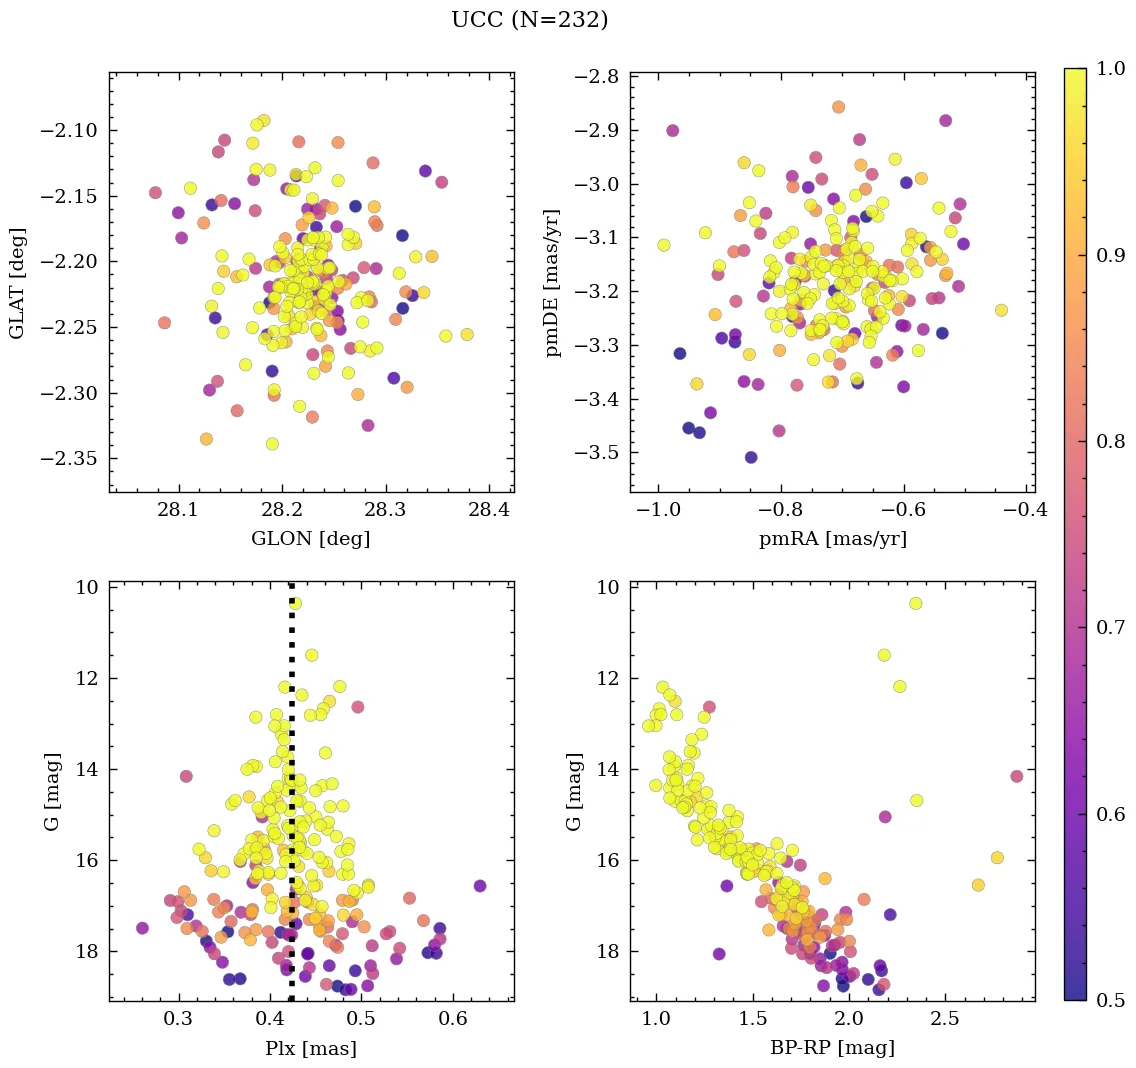 UCC (N=232)
−2.10
−2.15
−2.20
−2.25
−2.30
−2.35
GLAT [deg]
28.1 28.2 28.3 28.4
GLON [deg]
−2.8
−2.9
−3.0
−3.1
−3.2
−3.3
−3.4
−3.5
pmDE [mas/yr]
−1.0 −0.8 −0.6 −0.4
pmRA [mas/yr]
10
12
14
16
18
G [mag]
0.3 0.4 0.5 0.6
Plx [mas]
10
12
14
16
18
G [mag]
1.0 1.5 2.0 2.5
BP-RP [mag]
1.0
0.9
0.8
0.7
0.6
0.5